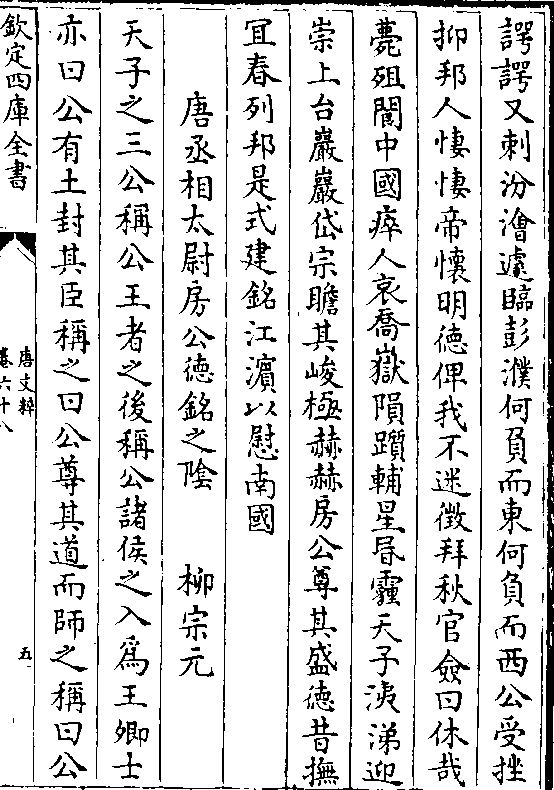 諤諤又刺汾澮遽臨彭濮何負而東何負而西公受挫
抑邦人悽悽帝懷明德俾我不迷徵拜秋官僉曰休哉
薨殂閬中國瘁人哀喬嶽隕躓輔星昏霾天子洟涕迎
崇上台巖巖岱宗瞻其峻極赫赫房公尊其盛德昔撫
宜春列邦是式建銘江濵以慰南國
唐丞相太尉房公德銘之陰 柳宗元
天子之三公稱公王者之後稱公諸侯之入爲王卿士
亦曰公有土封其臣稱之曰公尊其道而師之稱曰公
欽定四庫全書
唐文粹
卷六十八
五